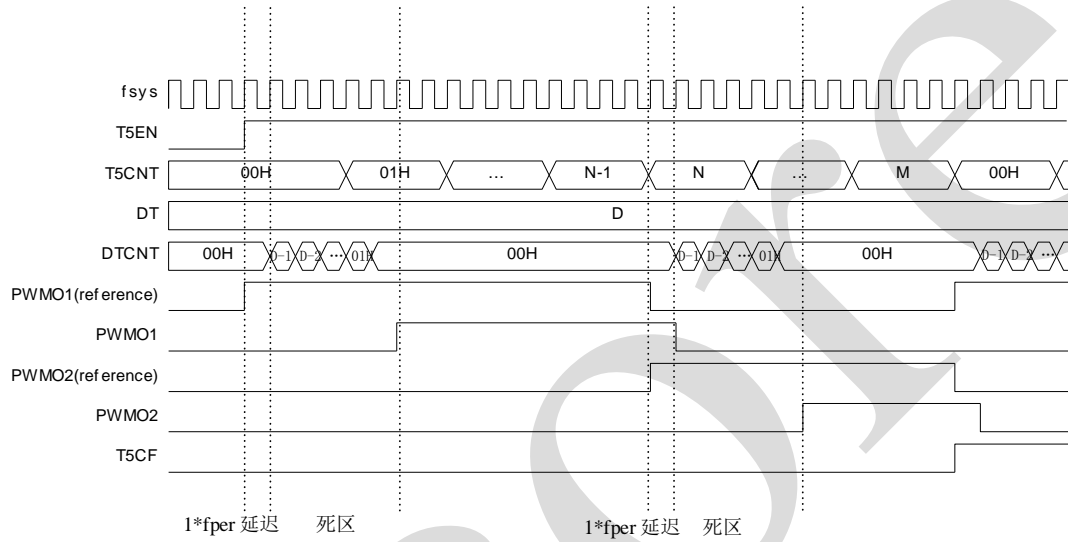 fsys
T5EN
T5CNT 00H 01H … N-1 N … M 00H
DT D
DTCNT 00H D-1 D-2 … 01H 00H D-1 D-2 … 01H 00H D-1 D-2 …
PWMO1(reference)
PWMO1
PWMO2(reference)
PWMO2
T5CF
1*fper 延迟 死区 1*fper 延迟 死区